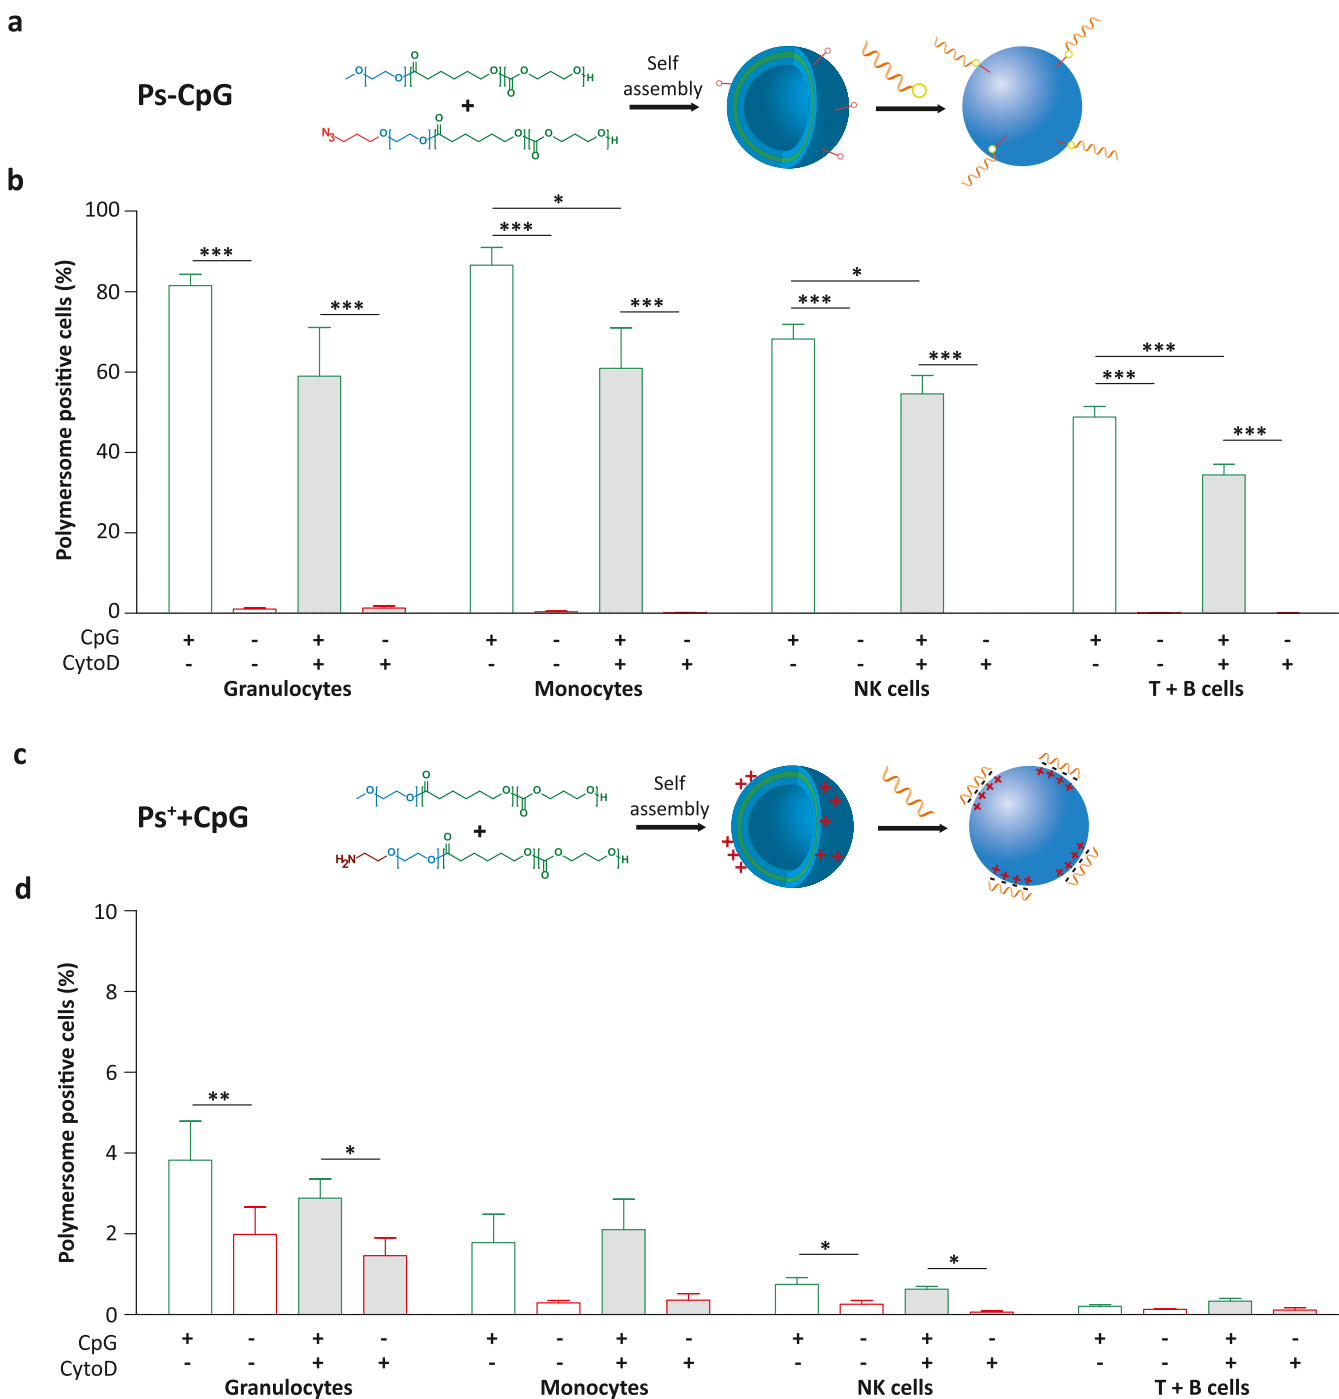 a
Ps-CpG
O
O
O
O
O
O
O
H
+
N3
O
O
O
O
O
O
O
H
Self
assembly
b
Polymersome positive cells (%)
100
80
60
40
20
0
***
***
*
***
***
*
***
***
***
***
***
CpG + - + - + - + - + - + - + - + -
CytoD - - + + - - + + - - + + - - + +
Granulocytes Monocytes NK cells T + B cells
c
Ps++CpG
O
O
O
O
O
O
O
H
+
H2N
O
O
O
O
O
O
O
H
Self
assembly
d
Polymersome positive cells (%)
10
8
6
4
2
0
**
*
*
*
CpG + - + - + - + - + - + - + - + -
CytoD - - + + - - + + - - + + - - + +
Granulocytes Monocytes NK cells T + B cells